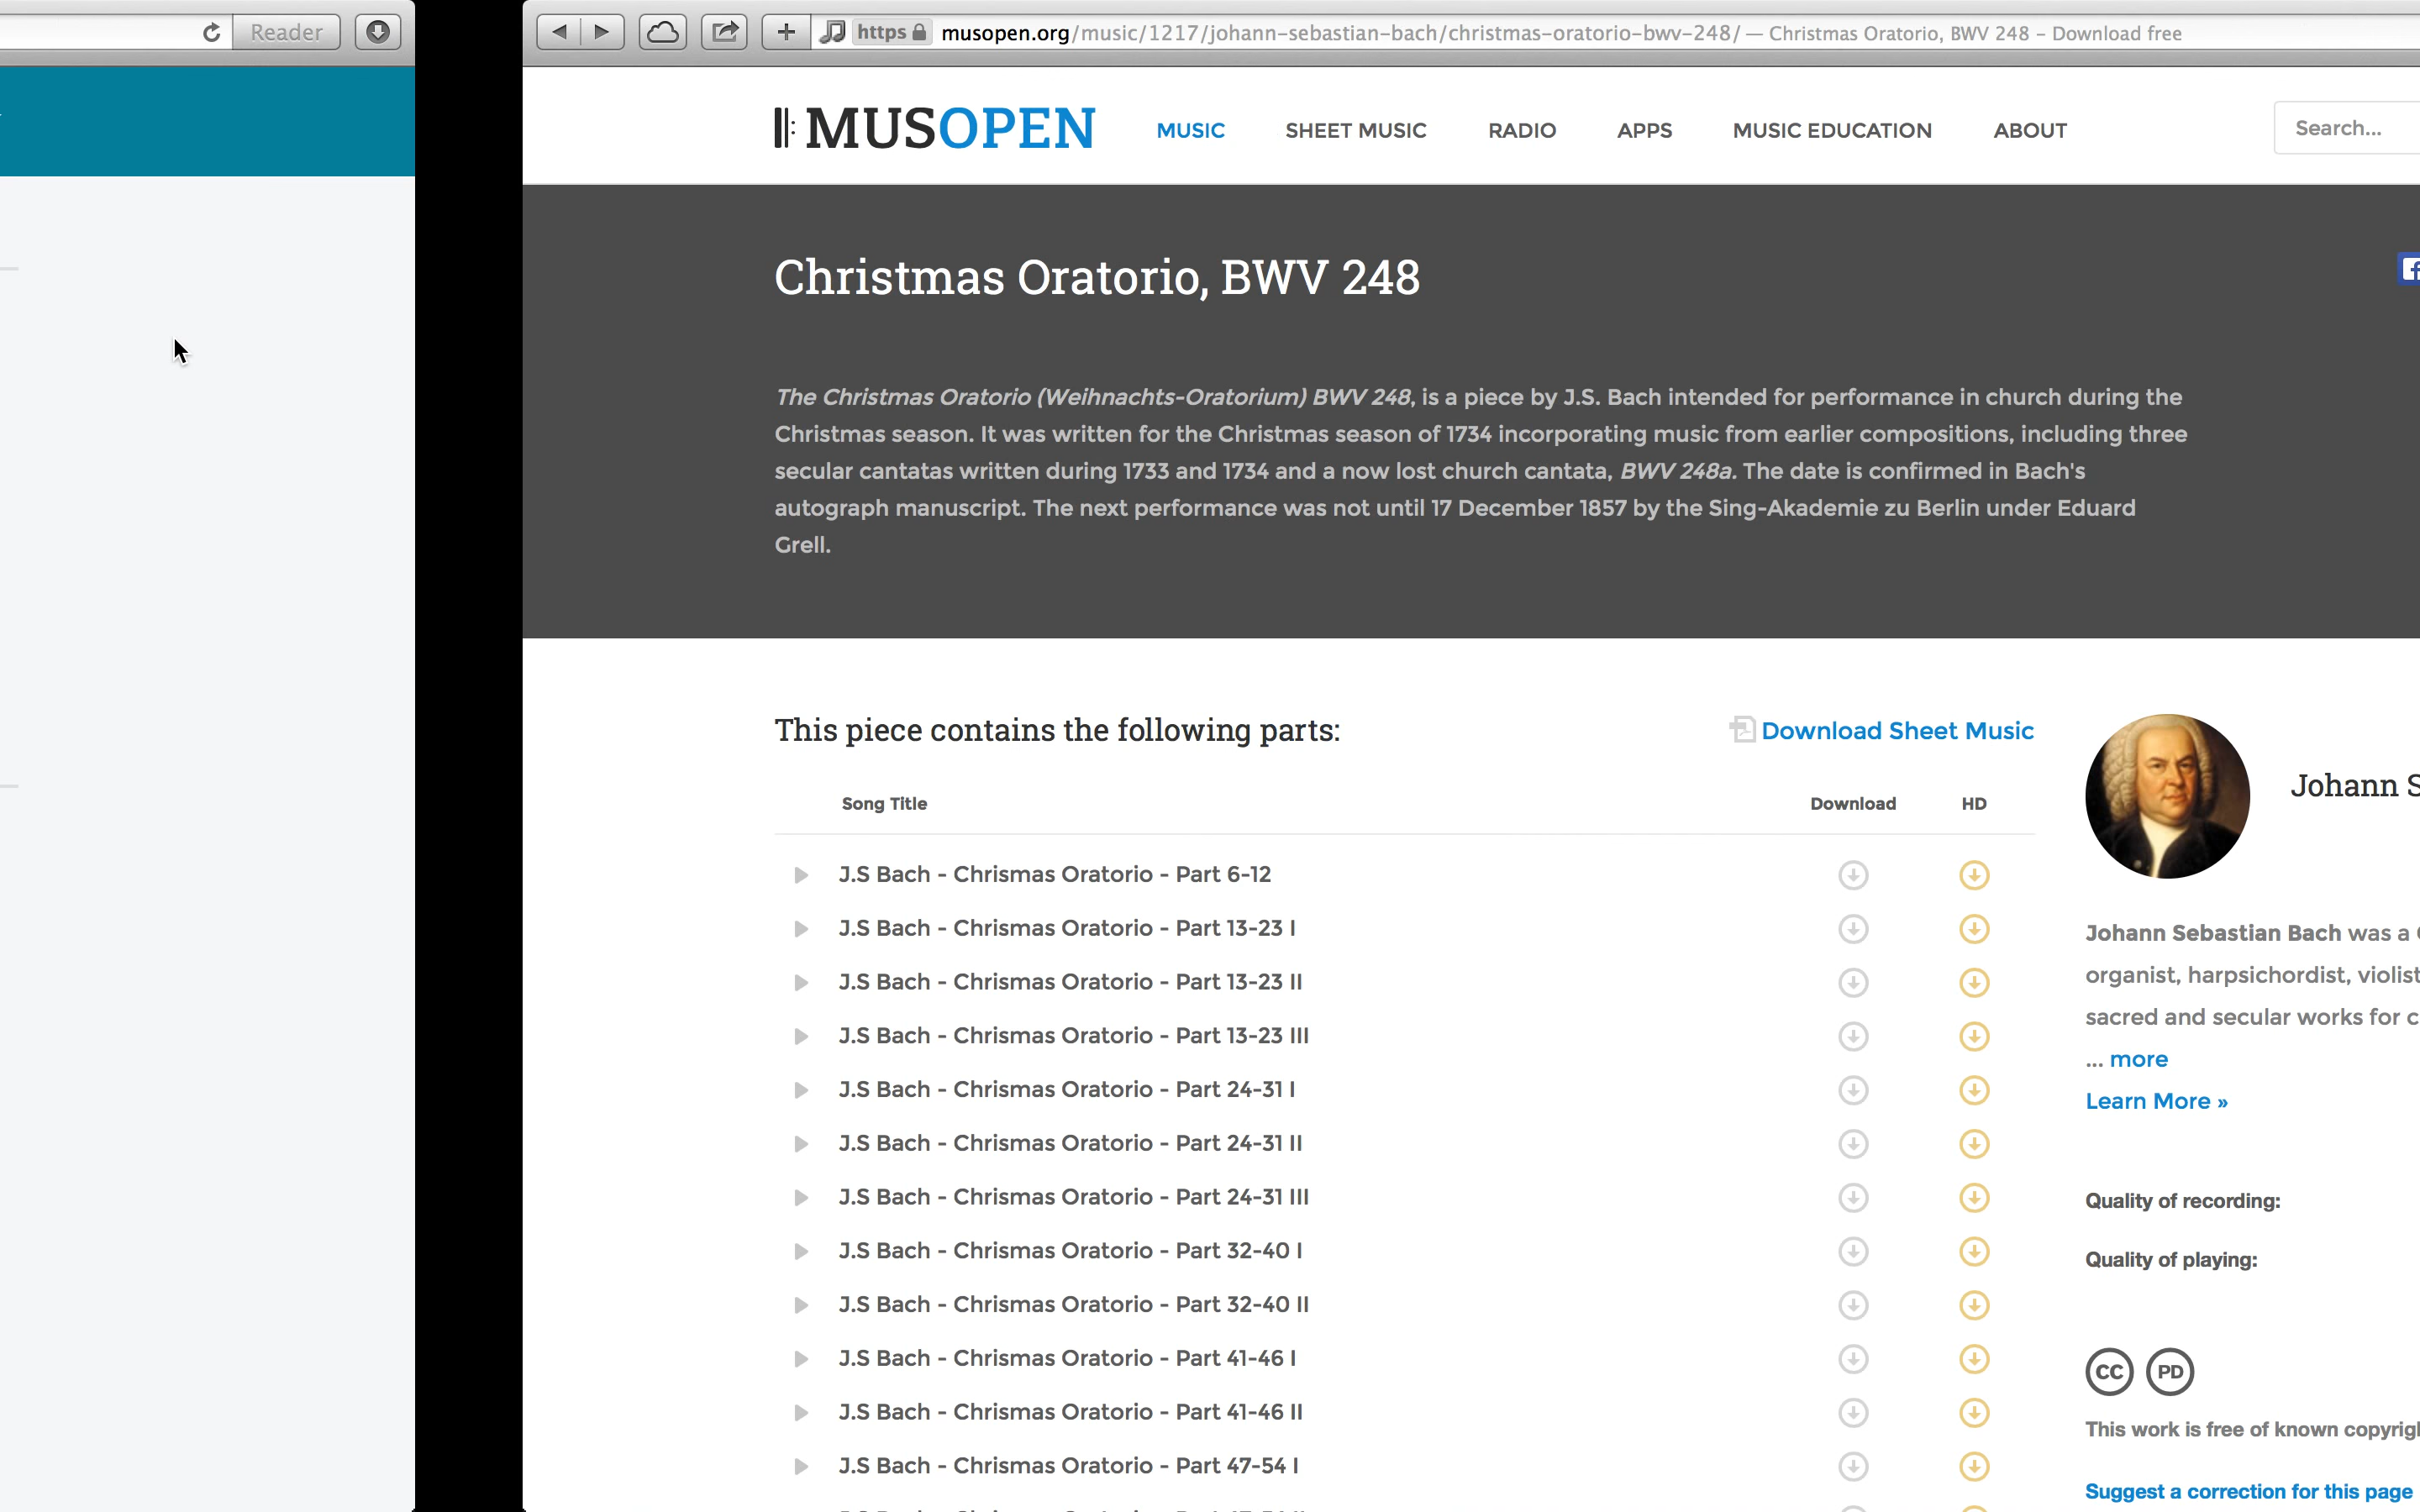 Reader
https musopen.org/music/1217/johann-sebastian-bach/christmas-oratorio-bwv-248/ — Christmas Oratorio, BWV 248 – Download free
MUSOPEN
MUSIC SHEET MUSIC RADIO APPS MUSIC EDUCATION ABOUT
Search...
Christmas Oratorio, BWV 248
The Christmas Oratorio (Weihnachts-Oratorium) BWV 248, is a piece by J.S. Bach intended for performance in church during the
Christmas season. It was written for the Christmas season of 1734 incorporating music from earlier compositions, including three
secular cantatas written during 1733 and 1734 and a now lost church cantata, BWV 248a. The date is confirmed in Bach's
autograph manuscript. The next performance was not until 17 December 1857 by the Sing-Akademie zu Berlin under Eduard
Grell.
This piece contains the following parts:
Download Sheet Music
Song Title Download HD
J.S Bach - Chrismas Oratorio - Part 6-12
J.S Bach - Chrismas Oratorio - Part 13-23 I
J.S Bach - Chrismas Oratorio - Part 13-23 II
J.S Bach - Chrismas Oratorio - Part 13-23 III
J.S Bach - Chrismas Oratorio - Part 24-31 I
J.S Bach - Chrismas Oratorio - Part 24-31 II
J.S Bach - Chrismas Oratorio - Part 24-31 III
J.S Bach - Chrismas Oratorio - Part 32-40 I
J.S Bach - Chrismas Oratorio - Part 32-40 II
J.S Bach - Chrismas Oratorio - Part 41-46 I
J.S Bach - Chrismas Oratorio - Part 41-46 II
J.S Bach - Chrismas Oratorio - Part 47-54 I
Johann S
Johann Sebastian Bach was a
organist, harpsichordist, violist
sacred and secular works for c
... more
Learn More »
Quality of recording:
Quality of playing:
CC PD
This work is free of known copyrigh
Suggest a correction for this page